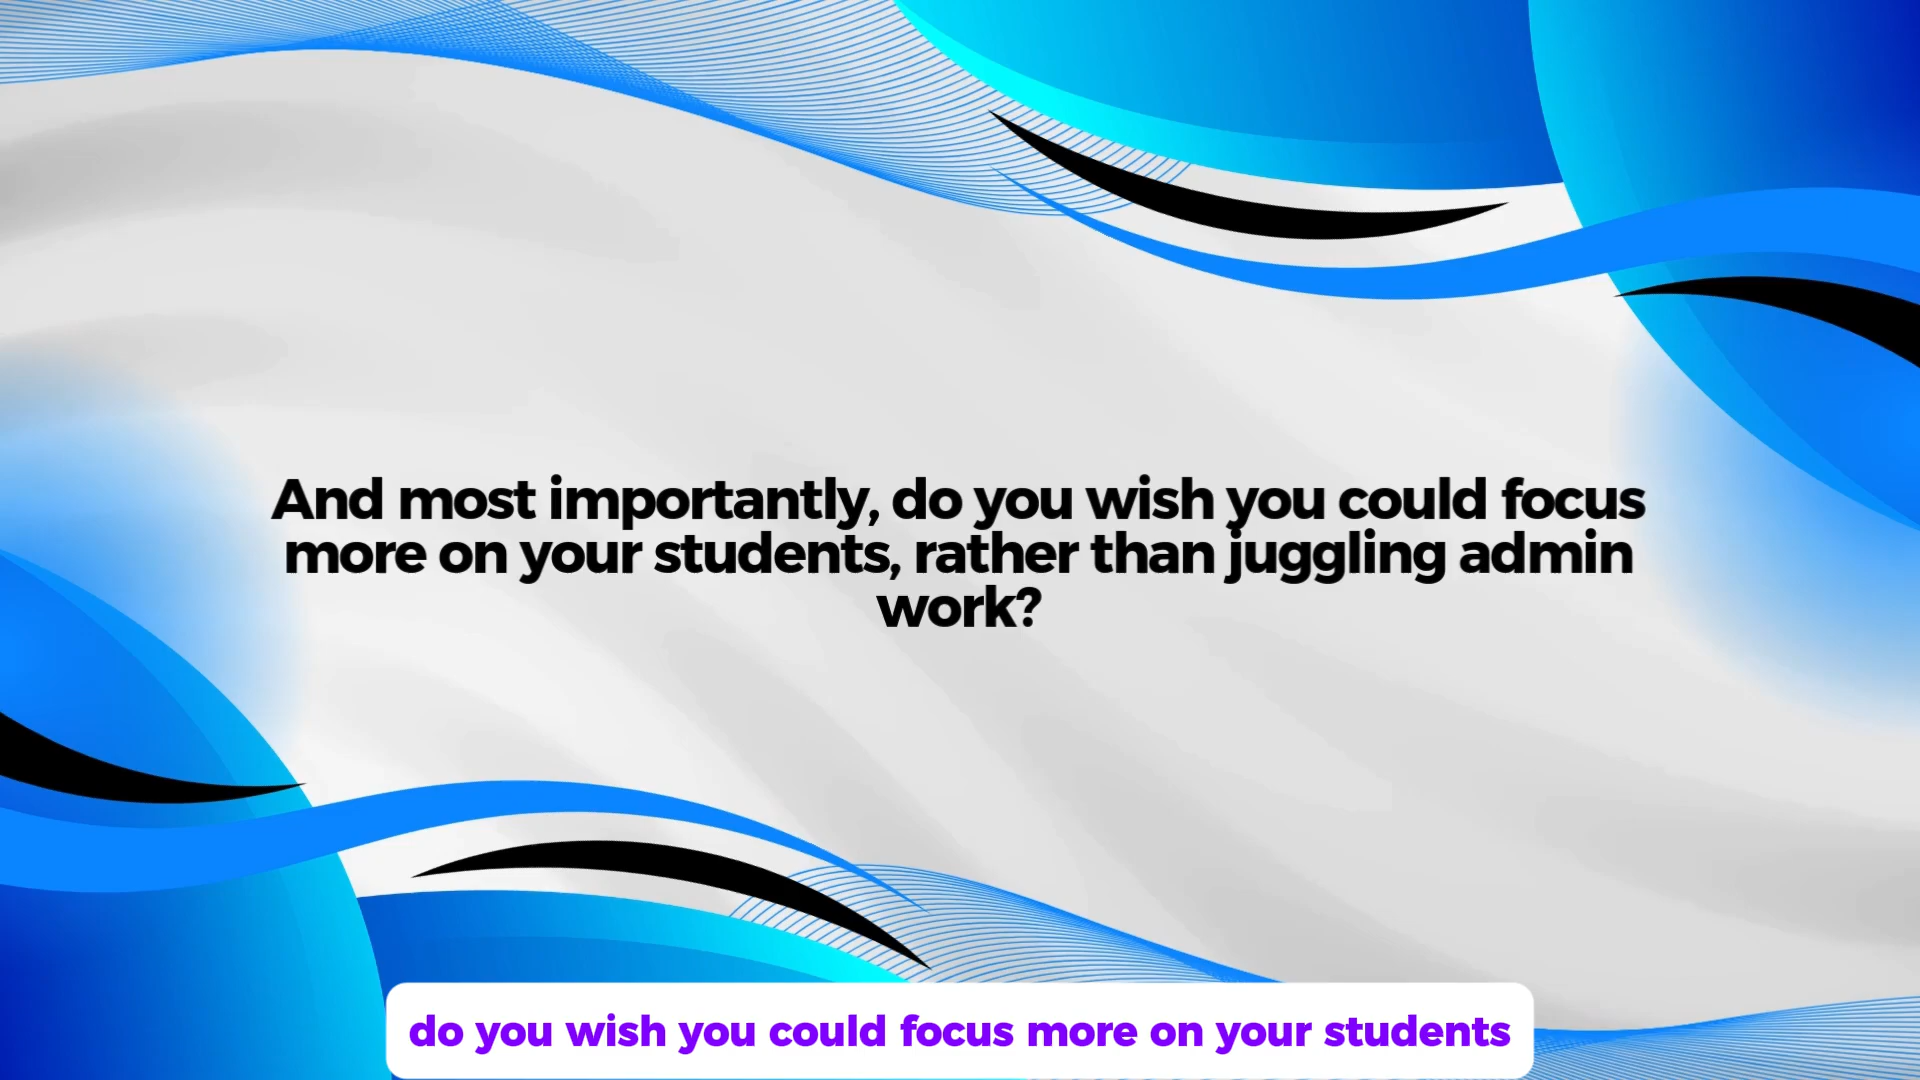 And most importantly, do you wish you could focus
more on your students, rather than juggling admin
work?
do you wish you could focus more on your students